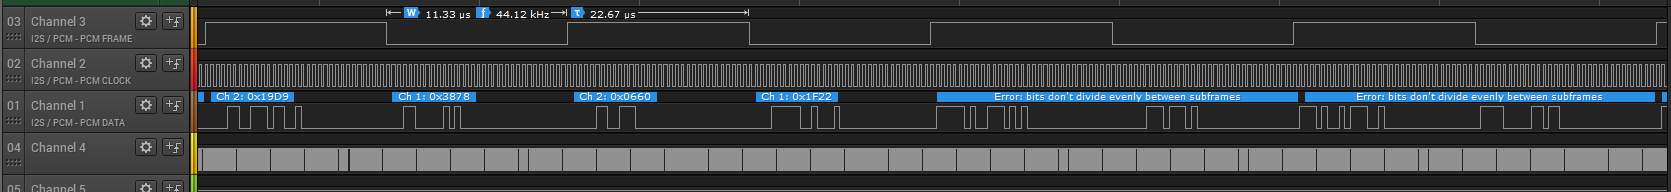 W 11.33 µs f 44.12 kHz T 22.67 µs
03 Channel 3
I2S / PCM - PCM FRAME
02 Channel 2
I2S / PCM - PCM CLOCK
01 Channel 1
I2S / PCM - PCM DATA
Ch 2: 0x19D9 Ch 1: 0x3878 Ch 2: 0x0660 Ch 1: 0x1F22 Error: bits don't divide evenly between subframes Error: bits don't divide evenly between subframes
04 Channel 4
05 Channel 5